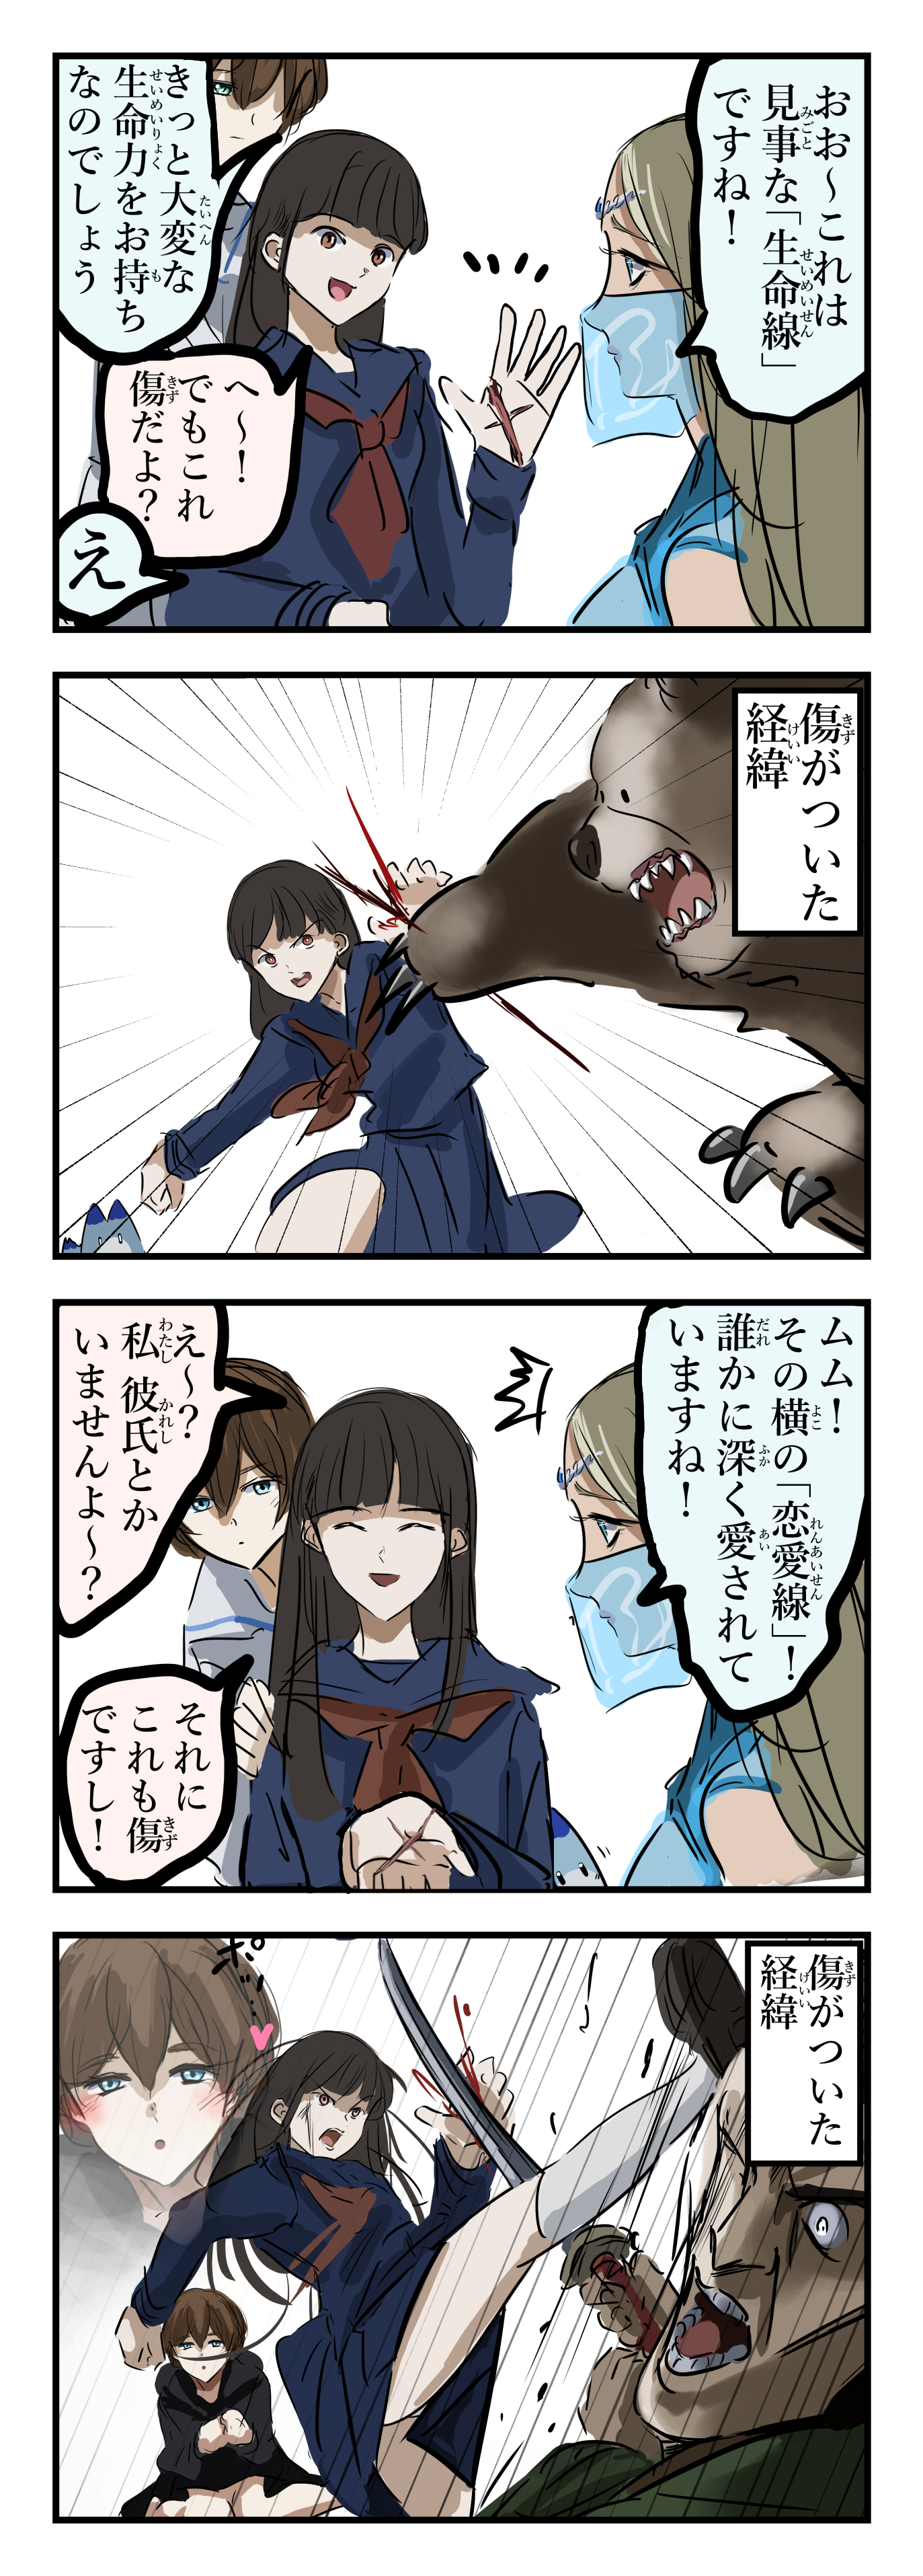 おお～これは
見事な「生命線」
ですね！
きっと大変な
生命力をお持ち
なのでしょう
へ～！
でもこれ
傷だよ？
え
傷がついた
経緯
ムム！
その横の「恋愛線」！
誰かに深く愛されて
いますね！
え～？
私 彼氏とか
いませんよ～？
それに
これも傷
ですし！
傷がついた
経緯
ポッ…